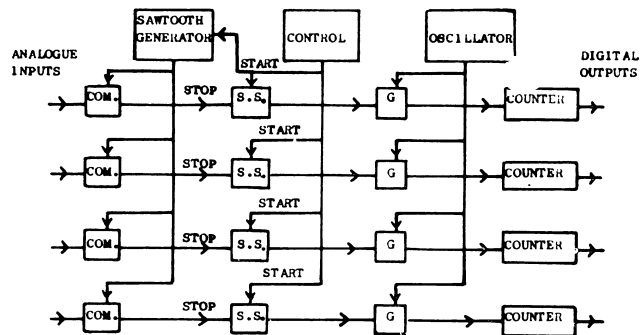 SAWTOOTH
GENERATOR
CONTROL
OSCILLATOR
ANALOGUE
INPUTS
DIGITAL
OUTPUTS
START
COM.
STOP
S.S.
G
COUNTER
START
COM.
STOP
S.S.
G
COUNTER
START
COM.
STOP
S.S.
G
COUNTER
START
COM.
STOP
S.S.
G
COUNTER